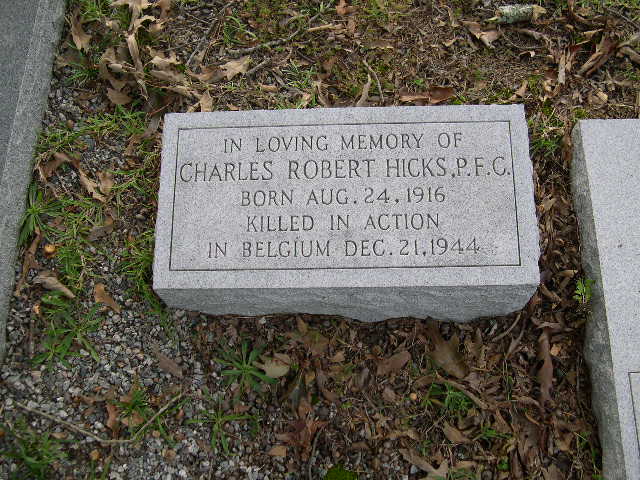 IN LOVING MEMORY OF
CHARLES ROBERT HICKS, P.F.C.
BORN AUG. 24, 1916
KILLED IN ACTION
IN BELGIUM DEC. 21, 1944